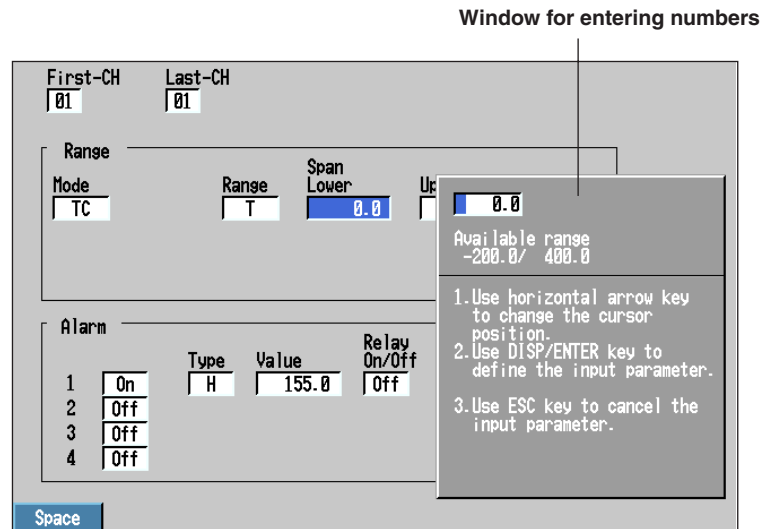 Window for entering numbers
First-CH Last-CH
01 01
Range
Mode Range Span Lower Up
TC T 0.0
0.0
Available range
-200.0/ 400.0
1.Use horizontal arrow key
to change the cursor
position.
2.Use DISP/ENTER key to
define the input parameter.
3.Use ESC key to cancel the
input parameter.
Alarm
Type Value Relay On/Off
1 On H 155.0 Off
2 Off
3 Off
4 Off
Space